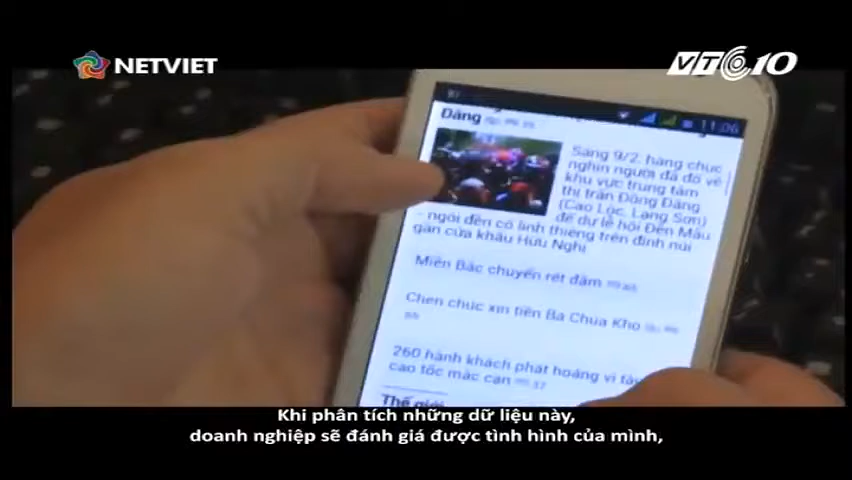 NETVIET
VTC10
11:06
Đảng
Sáng 9/2, hàng chục
nghìn người đã đổ về
khu vực trung tâm
thị trấn Đồng Đăng
(Cao Lộc, Lạng Sơn)
để dự lễ hội Đền Mẫu
- ngôi đền có linh thiêng trên đỉnh núi
gần cửa khẩu Hữu Nghị
Miền Bắc chuyển rét đậm
Chen chúc xin tiền Bà Chúa Kho
260 hành khách phát hoảng vì tàu
cao tốc mắc cạn 37
Thế giới
Khi phân tích những dữ liệu này,
doanh nghiệp sẽ đánh giá được tình hình của mình,